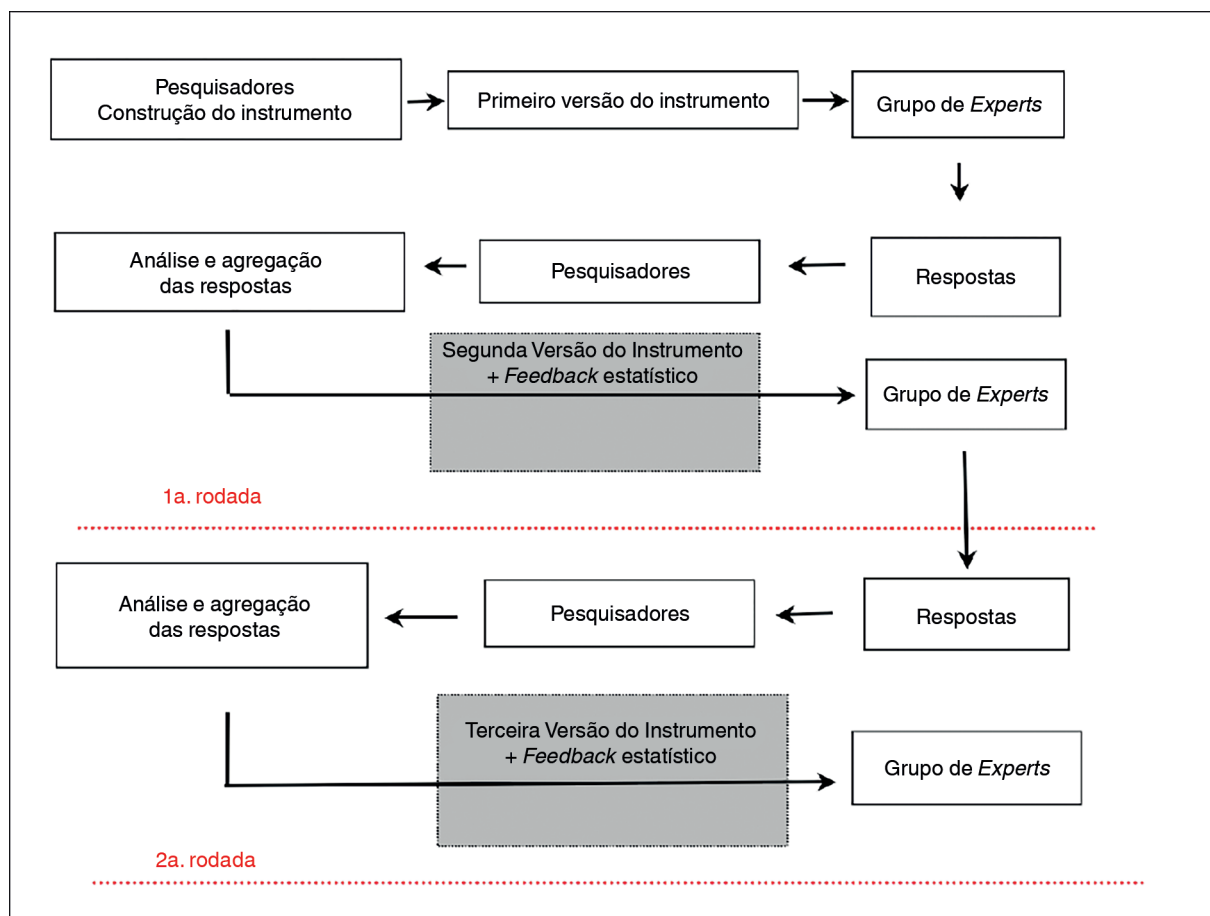 Pesquisadores
Construção do instrumento
Primeiro versão do instrumento
Grupo de Experts
Análise e agregação
das respostas
Pesquisadores
Respostas
Segunda Versão do Instrumento
+ Feedback estatístico
Grupo de Experts
1a. rodada
Análise e agregação
das respostas
Pesquisadores
Respostas
Terceira Versão do Instrumento
+ Feedback estatístico
Grupo de Experts
2a. rodada